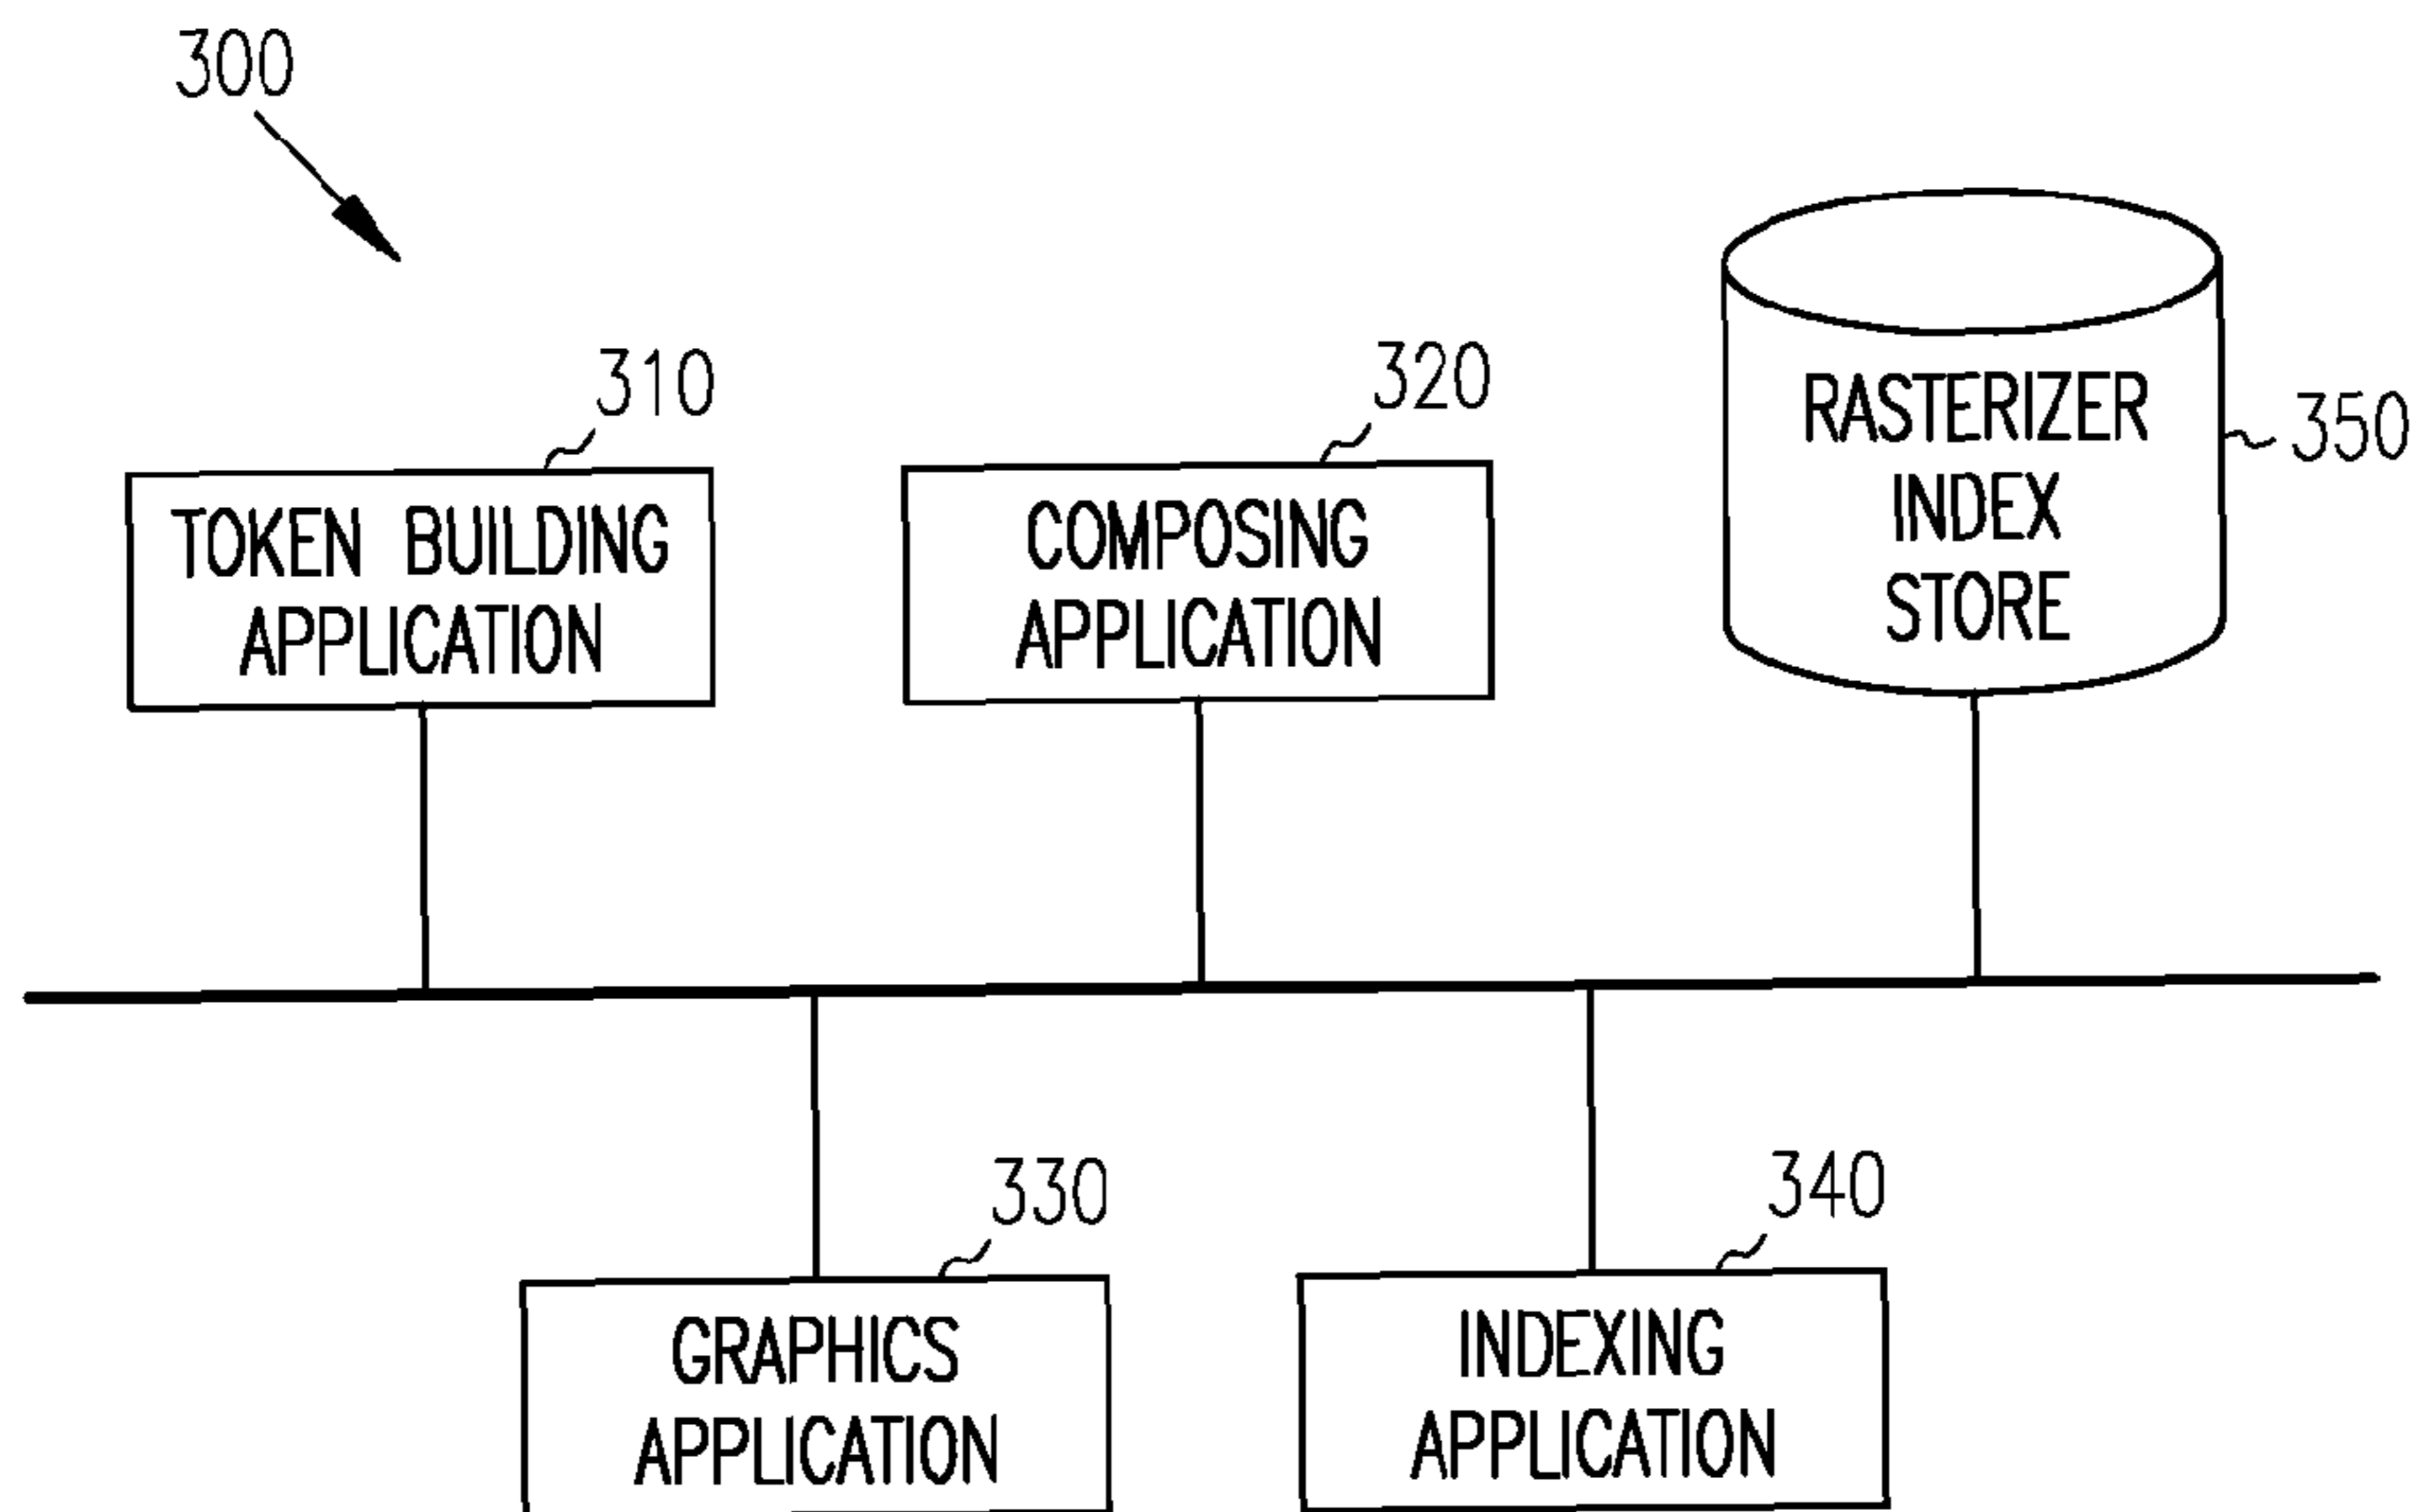 300
310
TOKEN BUILDING
APPLICATION
320
COMPOSING
APPLICATION
RASTERIZER
INDEX
STORE
350
330
GRAPHICS
APPLICATION
340
INDEXING
APPLICATION